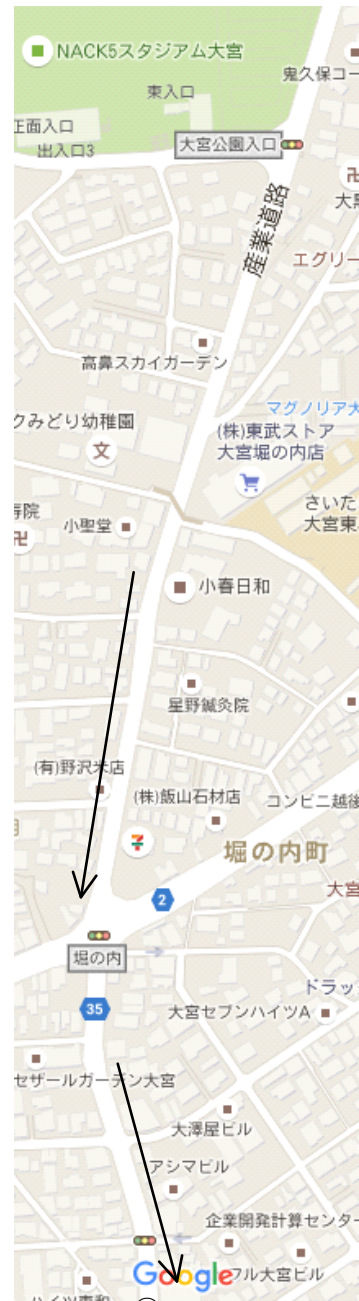 NACK5スタジアム大宮
鬼久保コー
東入口
正面入口
出入口3
大宮公園入口
卍
大黒
産業道路
エグリー
高鼻スカイガーデン
マグノリア大
クみどり幼稚園
(株)東武ストア
大宮堀の内店
文
さいた
大宮東
寺院
小聖堂
卍
小春日和
星野鍼灸院
(有)野沢米店
(株)飯山石材店
コンビニ越後
7
堀の内町
2
大宮
堀の内
ドラッ
35
大宮セブンハイツA
セザールガーデン大宮
大澤屋ビル
アシマビル
企業開発計算センター
Google
フル大宮ビル
ハイツ東和